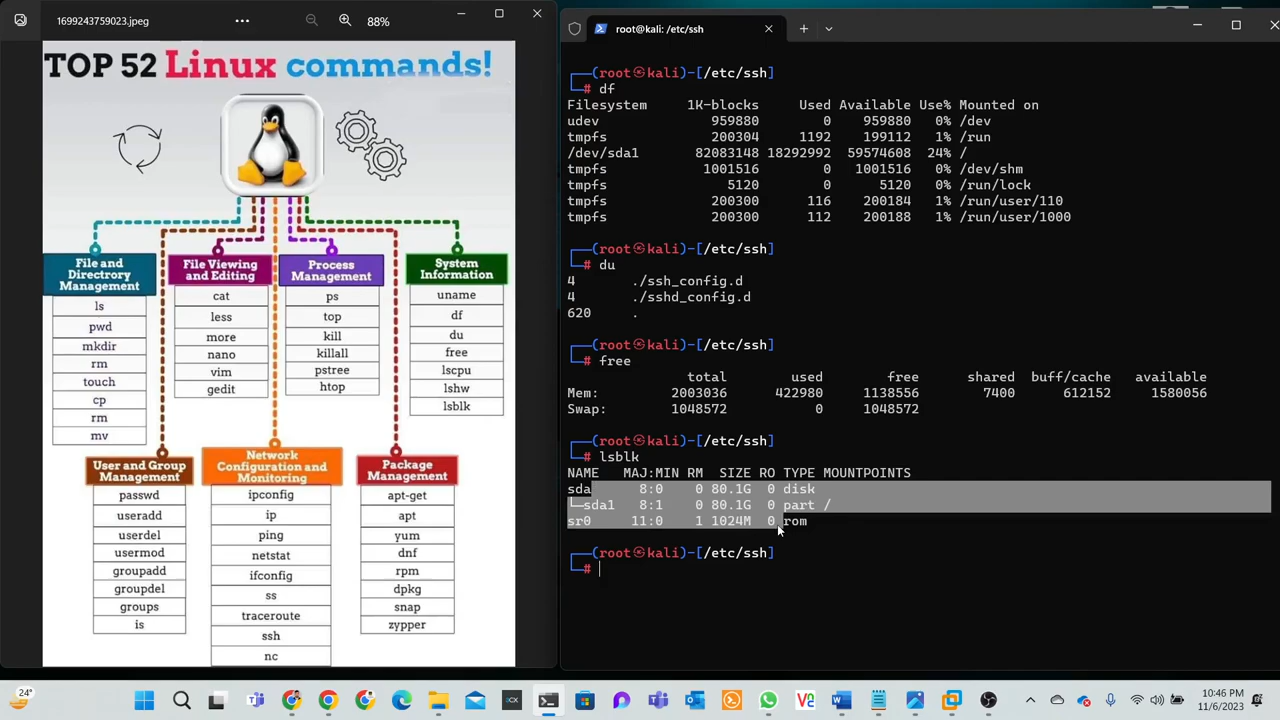 1699243759023.jpeg
88%
TOP 52 Linux commands!
File and
Directrory
Management
ls
pwd
mkdir
rm
touch
cp
rm
mv
File Viewing
and Editing
cat
less
more
nano
vim
gedit
Process
Management
ps
top
kill
killall
pstree
htop
System
Information
uname
df
du
free
lscpu
lshw
lsblk
User and Group
Management
passwd
useradd
userdel
usermod
groupadd
groupdel
groups
is
Network
Configuration and
Monitoring
ipconfig
ip
ping
netstat
ifconfig
ss
traceroute
ssh
nc
Package
Management
apt-get
apt
yum
dnf
rpm
dpkg
snap
zypper
root@kali: /etc/ssh
┌──(root㉿kali)-[/etc/ssh]
└─# df
Filesystem 1K-blocks Used Available Use% Mounted on
udev 959880 0 959880 0% /dev
tmpfs 200304 1192 199112 1% /run
/dev/sda1 82083148 18292992 59574608 24% /
tmpfs 1001516 0 1001516 0% /dev/shm
tmpfs 5120 0 5120 0% /run/lock
tmpfs 200300 116 200184 1% /run/user/110
tmpfs 200300 112 200188 1% /run/user/1000
┌──(root㉿kali)-[/etc/ssh]
└─# du
4 ./ssh_config.d
4 ./sshd_config.d
620 .
┌──(root㉿kali)-[/etc/ssh]
└─# free
total used free shared buff/cache available
Mem: 2003036 422980 1138556 7400 612152 1580056
Swap: 1048572 0 1048572
┌──(root㉿kali)-[/etc/ssh]
└─# lsblk
NAME MAJ:MIN RM SIZE RO TYPE MOUNTPOINTS
sda 8:0 0 80.1G 0 disk
└─sda1 8:1 0 80.1G 0 part /
sr0 11:0 1 1024M 0 rom
┌──(root㉿kali)-[/etc/ssh]
└─#
24°
11:46 PM
11/6/2023